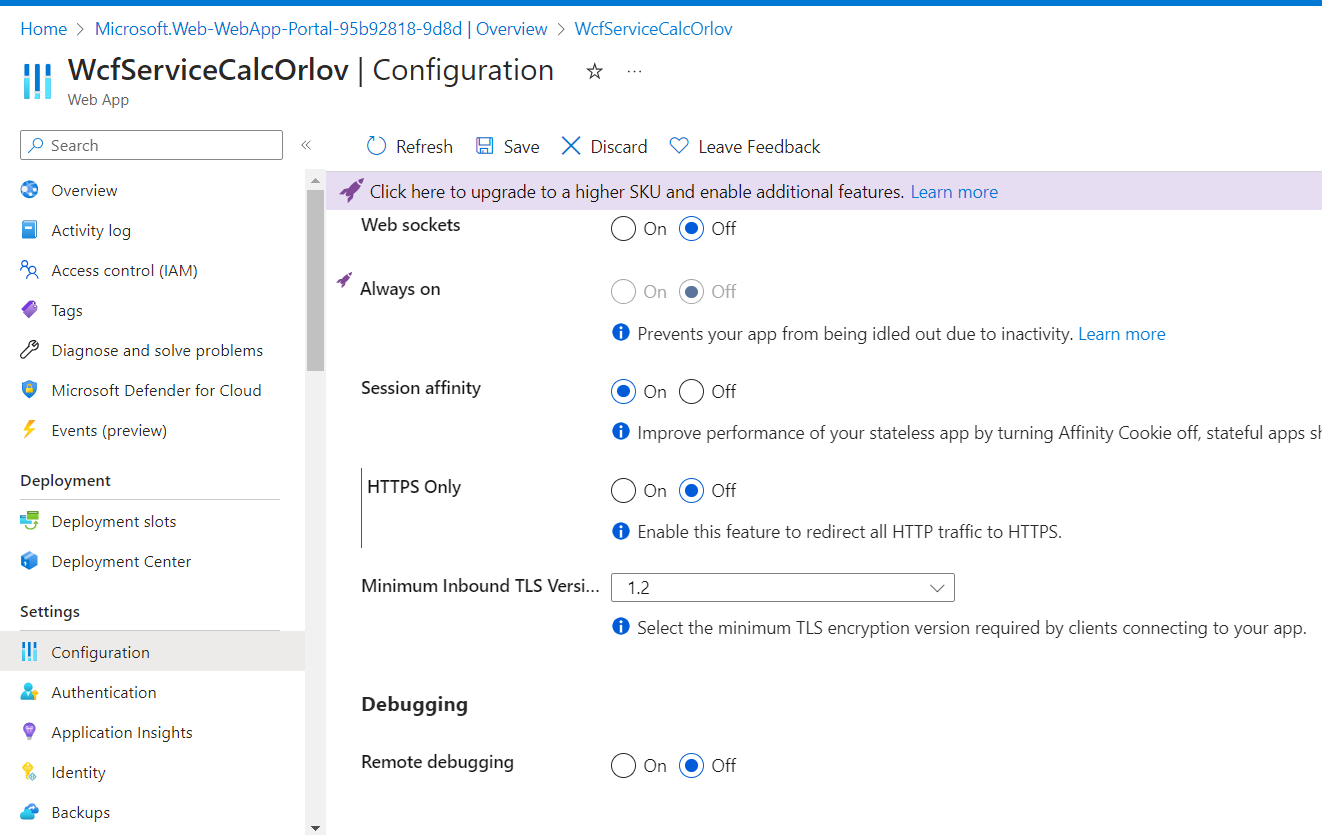 Home > Microsoft.Web-WebApp-Portal-95b92818-9d8d | Overview > WcfServiceCalcOrlov
WcfServiceCalcOrlov | Configuration ☆ ...
Web App
Search «
Refresh Save Discard Leave Feedback
Click here to upgrade to a higher SKU and enable additional features. Learn more
Overview
Activity log
Access control (IAM)
Tags
Diagnose and solve problems
Microsoft Defender for Cloud
Events (preview)
Deployment
Deployment slots
Deployment Center
Settings
Configuration
Authentication
Application Insights
Identity
Backups
Web sockets On Off
Always on On Off
Prevents your app from being idled out due to inactivity. Learn more
Session affinity On Off
Improve performance of your stateless app by turning Affinity Cookie off, stateful apps sh
HTTPS Only On Off
Enable this feature to redirect all HTTP traffic to HTTPS.
Minimum Inbound TLS Versi... 1.2
Select the minimum TLS encryption version required by clients connecting to your app.
Debugging
Remote debugging On Off